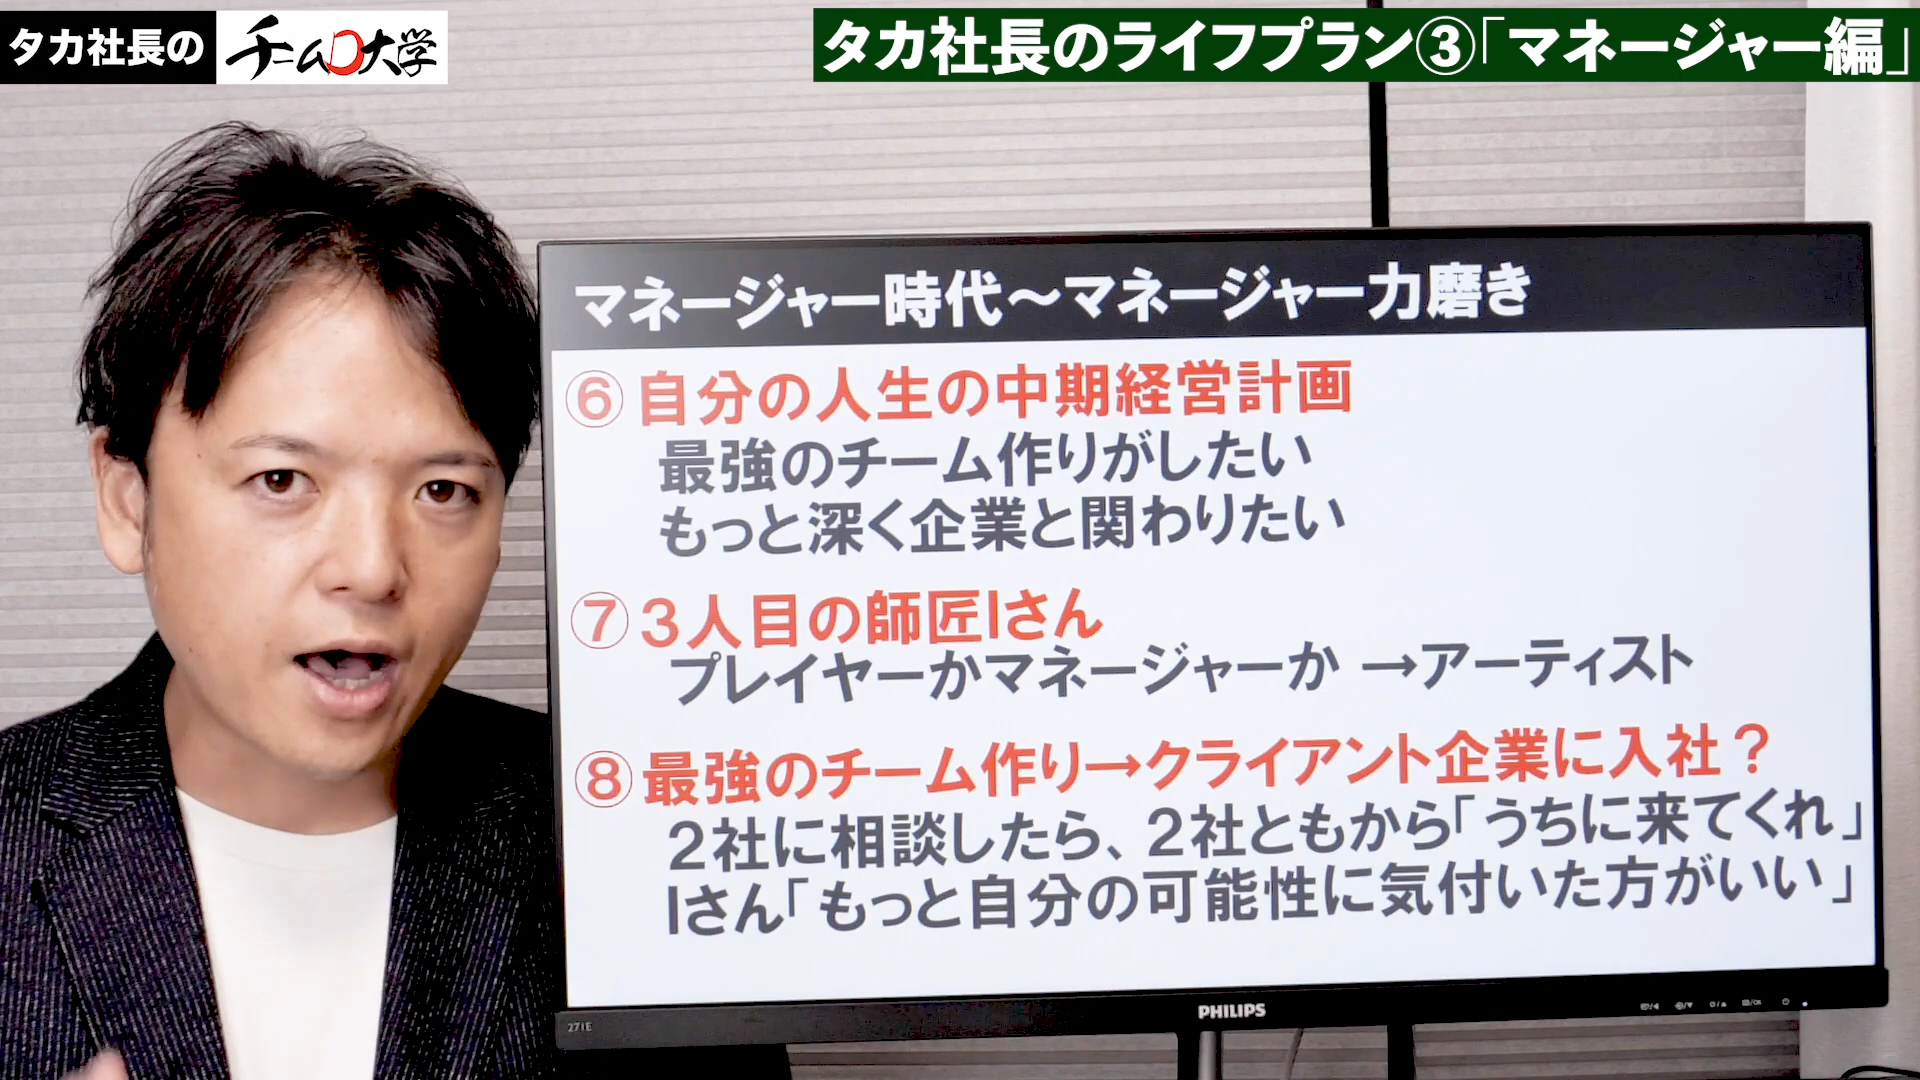 タカ社長の チームD大学
タカ社長のライフプラン③「マネージャー編」
マネージャー時代～マネージャー力磨き
⑥自分の人生の中期経営計画
最強のチーム作りがしたい
もっと深く企業と関わりたい
⑦３人目の師匠Iさん
プレイヤーかマネージャーか →アーティスト
⑧最強のチーム作り→クライアント企業に入社？
２社に相談したら、２社ともから「うちに来てくれ」
Iさん「もっと自分の可能性に気付いた方がいい」
PHILIPS
271E